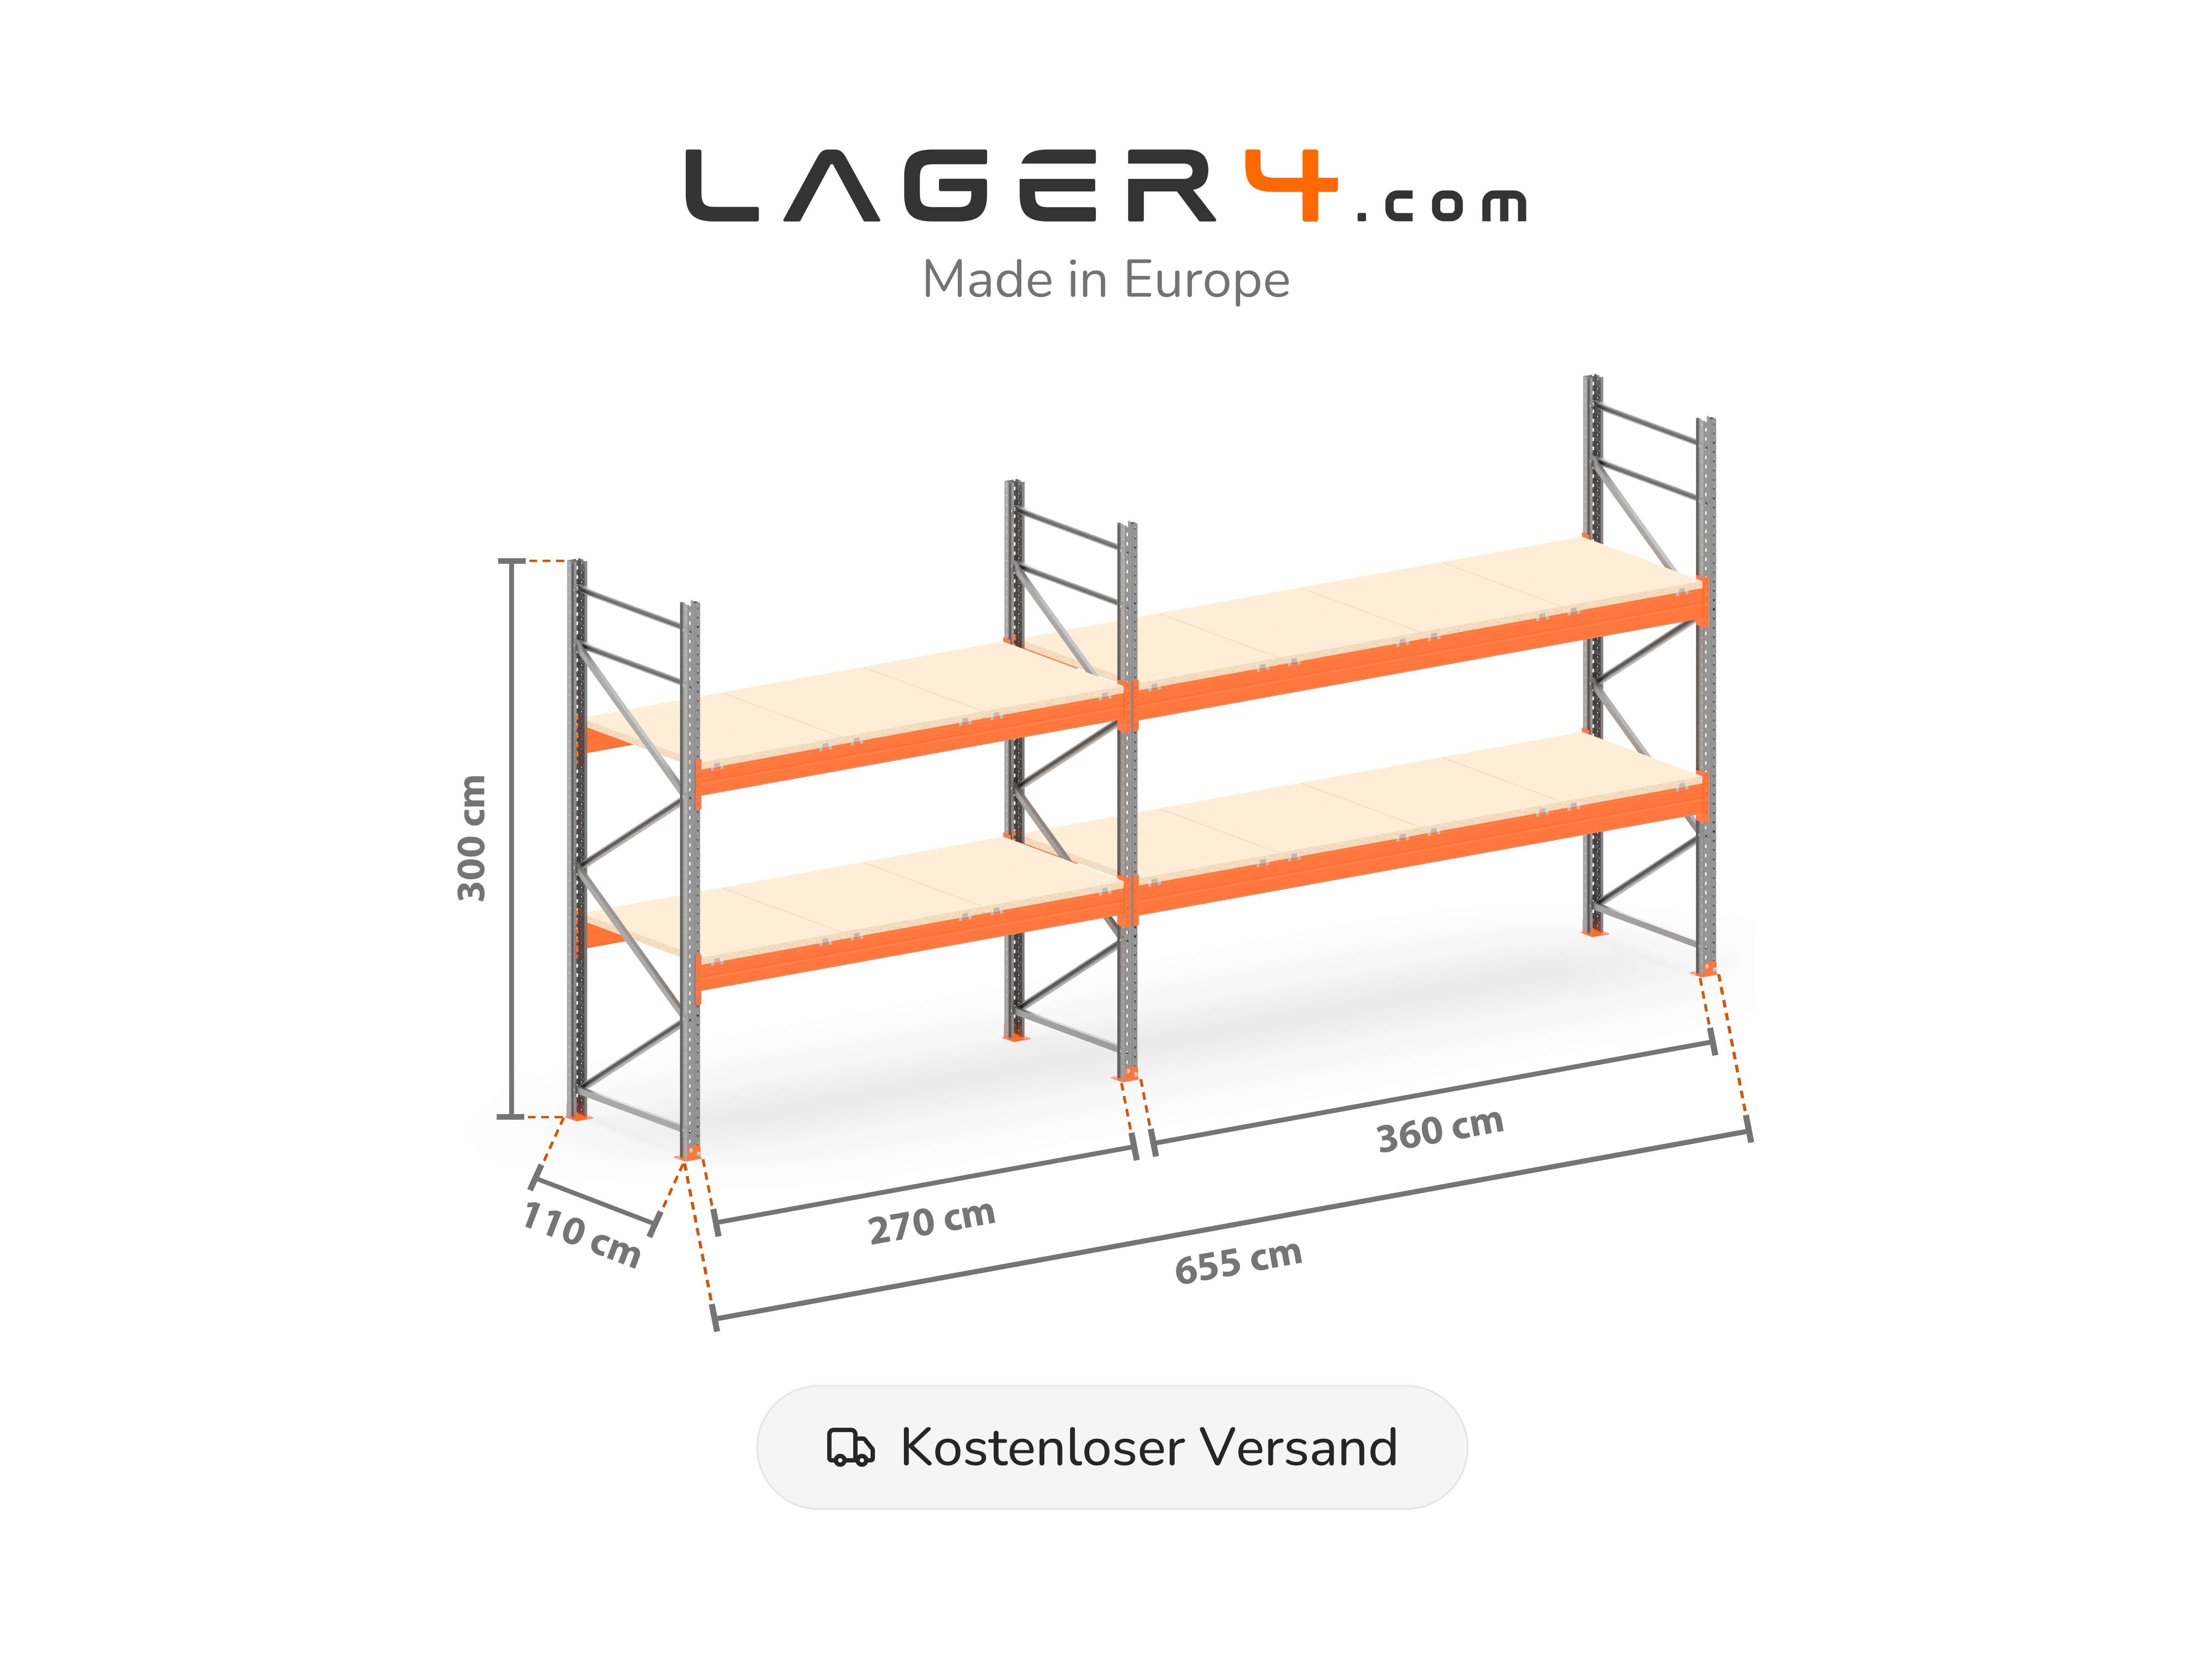 LAGER4.com
Made in Europe
300 cm
110 cm
270 cm
360 cm
655 cm
Kostenloser Versand